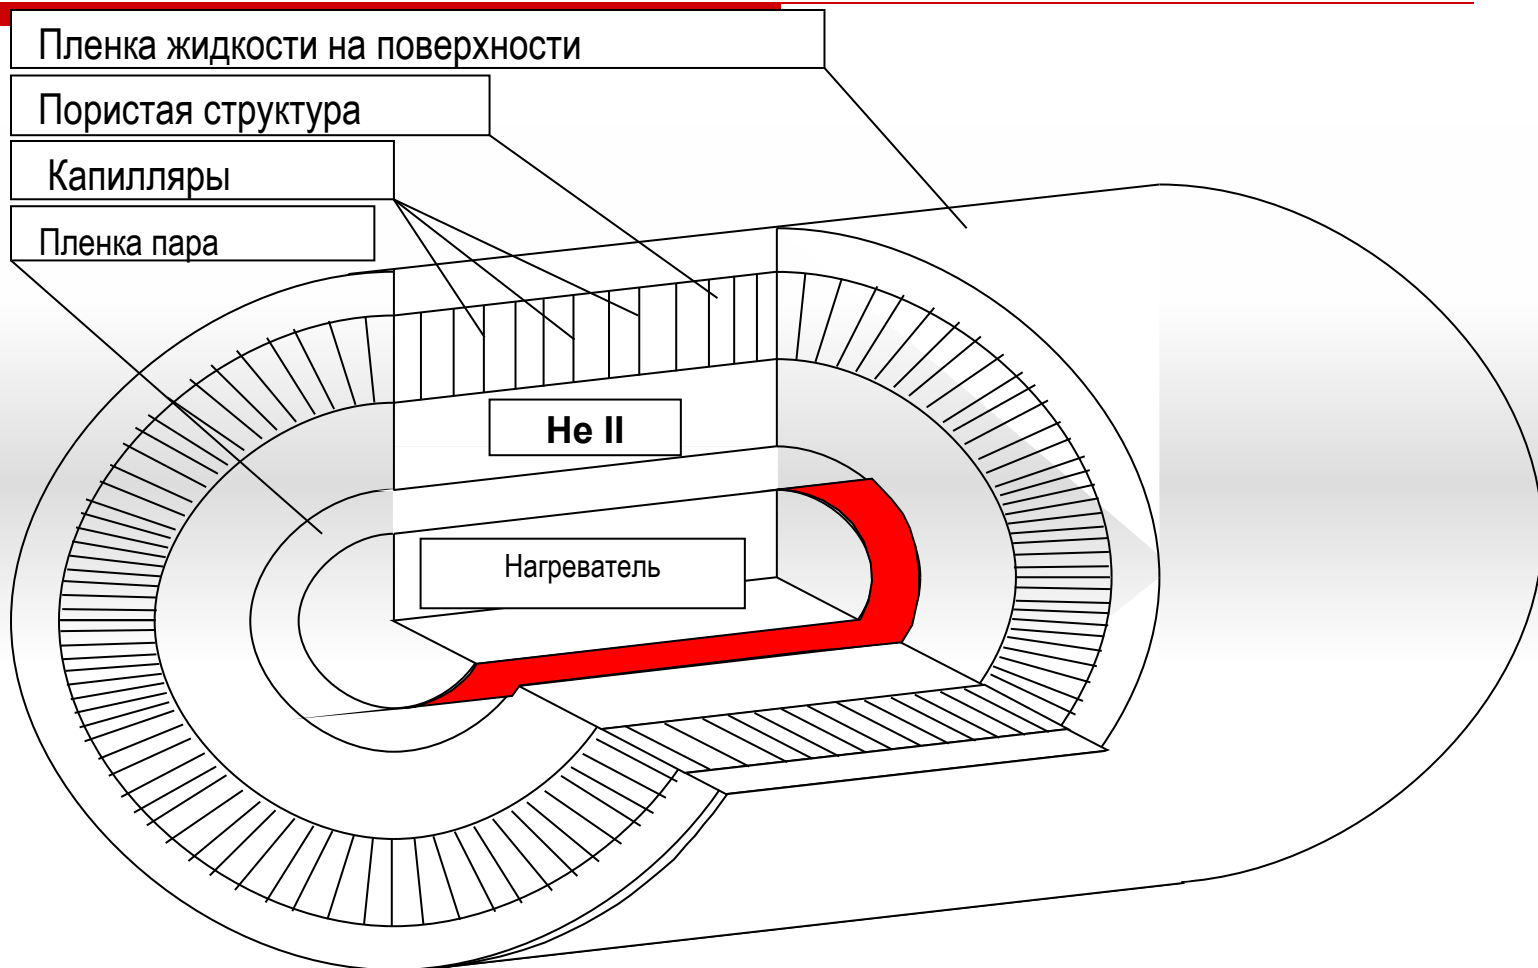 Пленка жидкости на поверхности
Пористая структура
Капилляры
Пленка пара
He II
Нагреватель